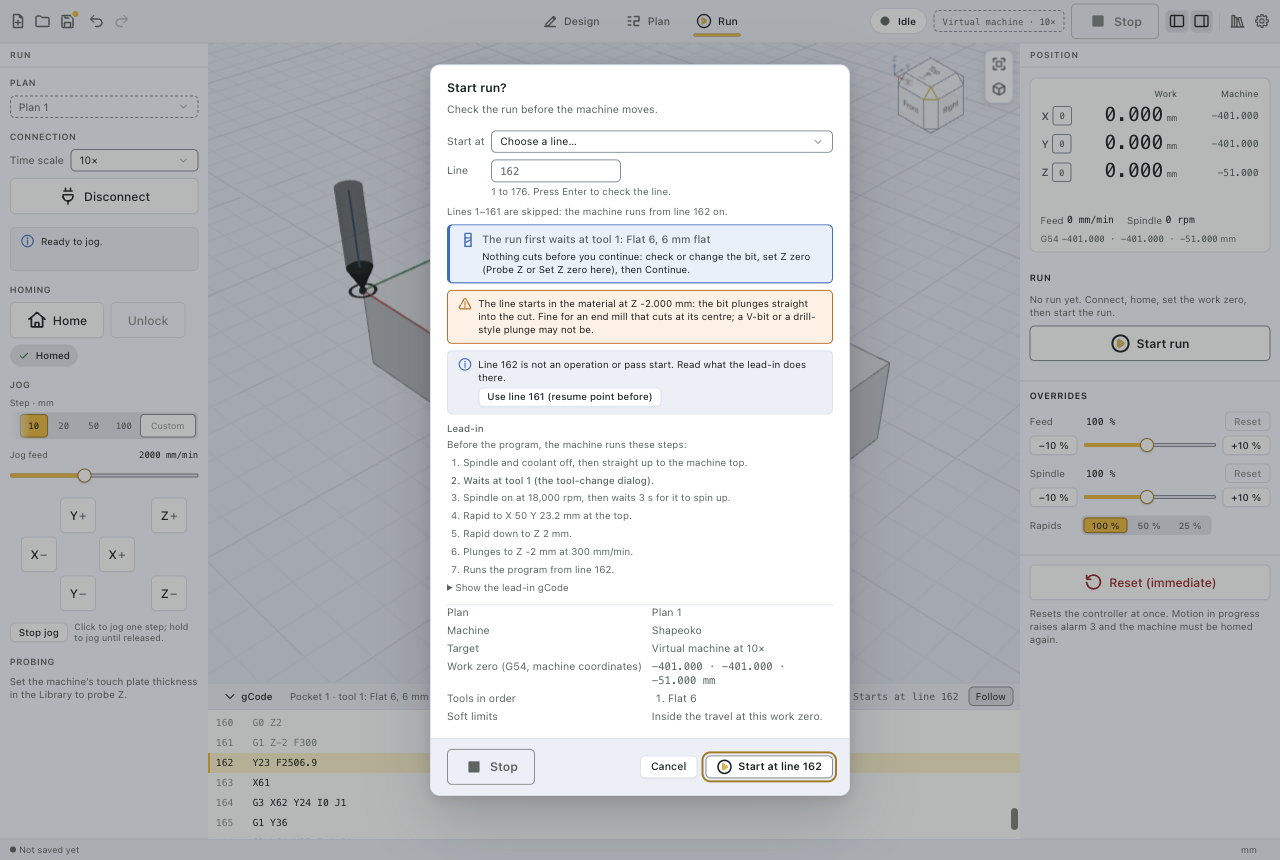 Design
Plan
Run
Idle
Virtual machine · 10×
Stop
RUN
PLAN
Plan 1
CONNECTION
Time scale
10×
Disconnect
Ready to jog.
HOMING
Home
Unlock
Homed
JOG
Step · mm
10
20
50
100
Custom
Jog feed
2000 mm/min
Y+
Z+
X−
X+
Y−
Z−
Stop jog
Click to jog one step; hold
to jog until released.
PROBING
Set the machine's touch plate thickness
in the Library to probe Z.
Not saved yet
Front
Right
Start run?
Check the run before the machine moves.
Start at
Choose a line…
Line
162
1 to 176. Press Enter to check the line.
Lines 1–161 are skipped: the machine runs from line 162 on.
The run first waits at tool 1: Flat 6, 6 mm flat
Nothing cuts before you continue: check or change the bit, set Z zero
(Probe Z or Set Z zero here), then Continue.
The line starts in the material at Z -2.000 mm: the bit plunges straight
into the cut. Fine for an end mill that cuts at its centre; a V-bit or a drill-
style plunge may not be.
Line 162 is not an operation or pass start. Read what the lead-in does
there.
Use line 161 (resume point before)
Lead-in
Before the program, the machine runs these steps:
1. Spindle and coolant off, then straight up to the machine top.
2. Waits at tool 1 (the tool-change dialog).
3. Spindle on at 18,000 rpm, then waits 3 s for it to spin up.
4. Rapid to X 50 Y 23.2 mm at the top.
5. Rapid down to Z 2 mm.
6. Plunges to Z -2 mm at 300 mm/min.
7. Runs the program from line 162.
Show the lead-in gCode
Plan
Plan 1
Machine
Shapeoko
Target
Virtual machine at 10×
Work zero (G54, machine coordinates)
−401.000 · −401.000 ·
−51.000 mm
Tools in order
1. Flat 6
Soft limits
Inside the travel at this work zero.
Stop
Cancel
Start at line 162
gCode
Pocket 1 · tool 1: Flat 6, 6 mm
Starts at line 162
Follow
160 G0 Z2
161 G1 Z−2 F300
162 Y23 F2506.9
163 X61
164 G3 X62 Y24 I0 J1
165 G1 Y36
POSITION
Work
Machine
X 0 0.000 mm −401.000
Y 0 0.000 mm −401.000
Z 0 0.000 mm −51.000
Feed 0 mm/min Spindle 0 rpm
G54 −401.000 · −401.000 · −51.000 mm
RUN
No run yet. Connect, home, set the work zero,
then start the run.
Start run
OVERRIDES
Feed
100 %
Reset
−10 %
+10 %
Spindle
100 %
Reset
−10 %
+10 %
Rapids
100 %
50 %
25 %
Reset (immediate)
Resets the controller at once. Motion in progress
raises alarm 3 and the machine must be homed
again.
mm